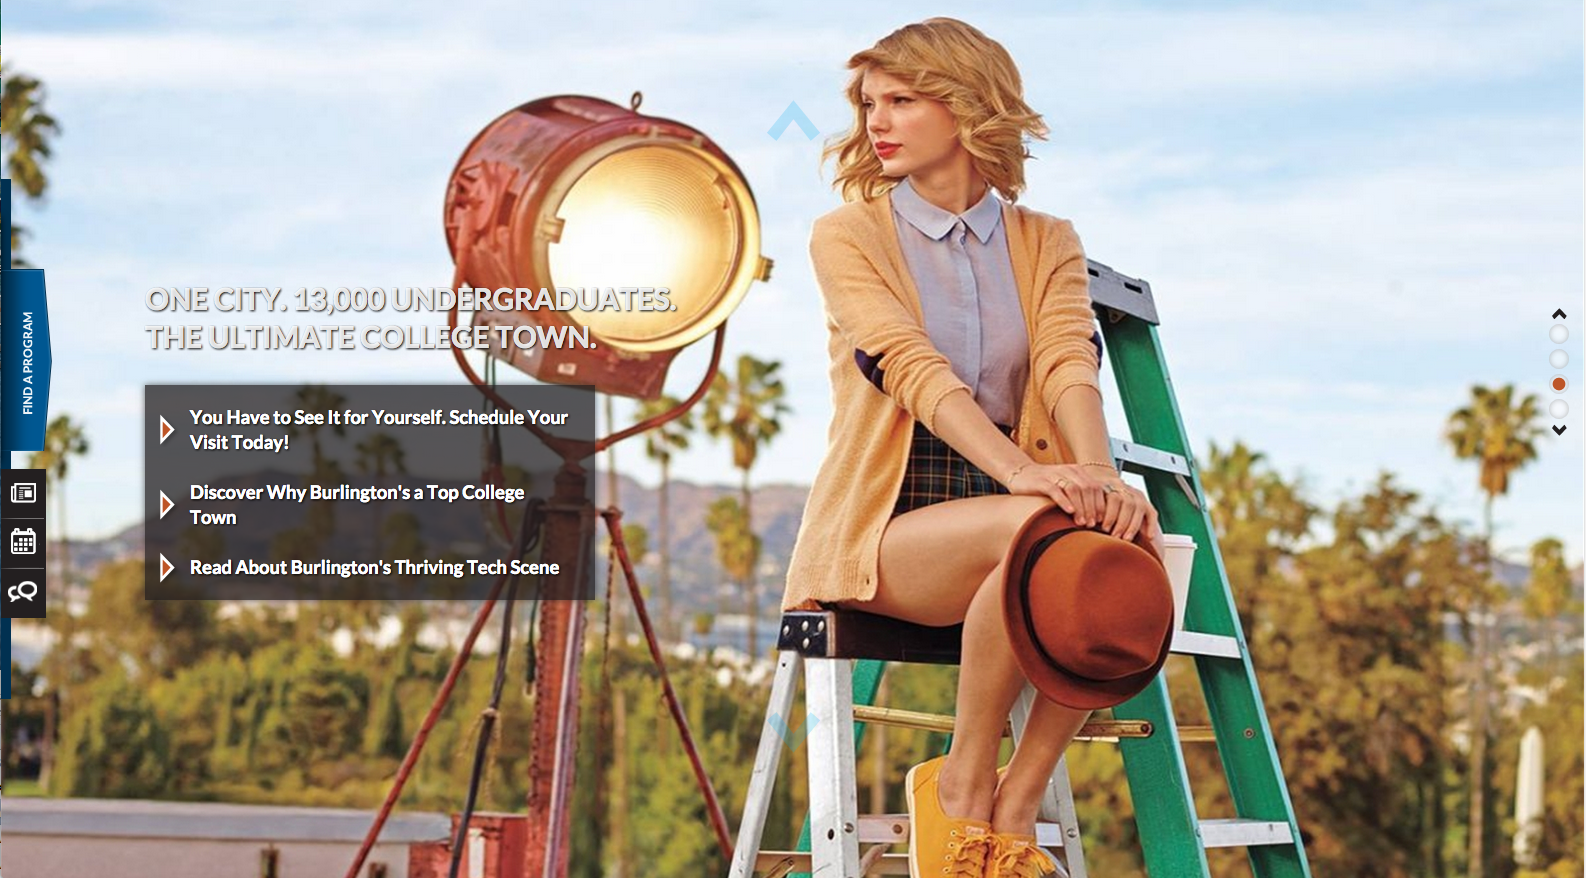 ONE CITY. 13,000 UNDERGRADUATES.
THE ULTIMATE COLLEGE TOWN.
FIND A PROGRAM
You Have to See It for Yourself. Schedule Your
Visit Today!
Discover Why Burlington's a Top College
Town
Read About Burlington's Thriving Tech Scene